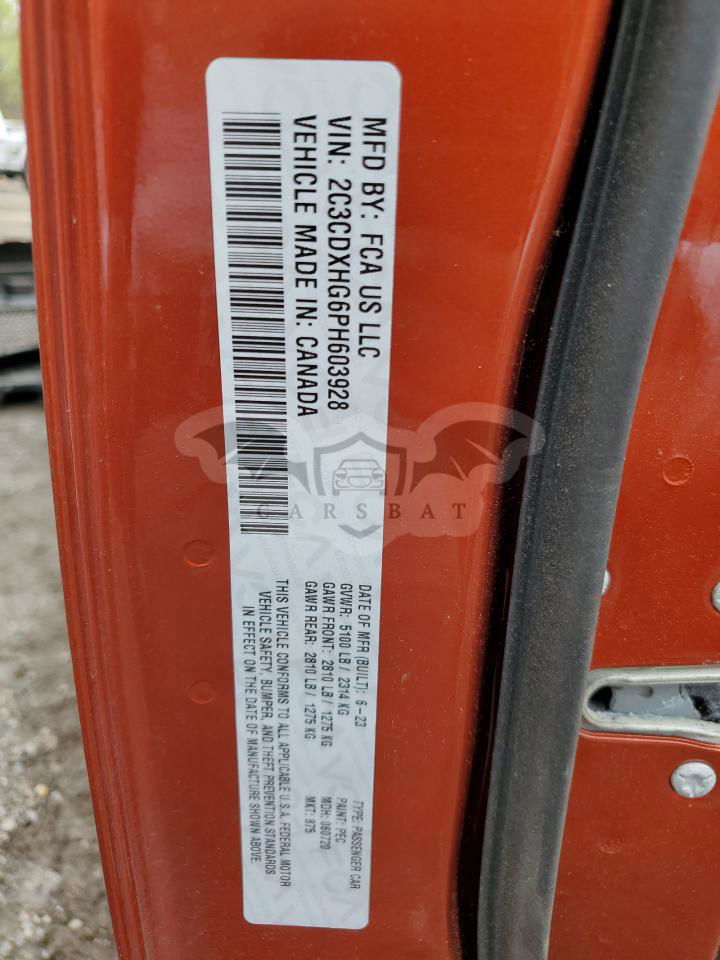 MFD BY: FCA US LLC
VIN: 2C3CDXHG6PH603928
VEHICLE MADE IN: CANADA
CARSBAT
DATE OF MFR (BUILT): 6-23
GVWR: 5100 LB / 2314 KG
GAWR FRONT: 2810 LB / 1275 KG
GAWR REAR: 2810 LB / 1275 KG
THIS VEHICLE CONFORMS TO ALL APPLICABLE U.S.A. FEDERAL MOTOR
VEHICLE SAFETY, BUMPER, AND THEFT PREVENTION STANDARDS
IN EFFECT ON THE DATE OF MANUFACTURE SHOWN ABOVE.
TYPE: PASSENGER CAR
PAINT: PEC
MDH: 060720
MKT: 875